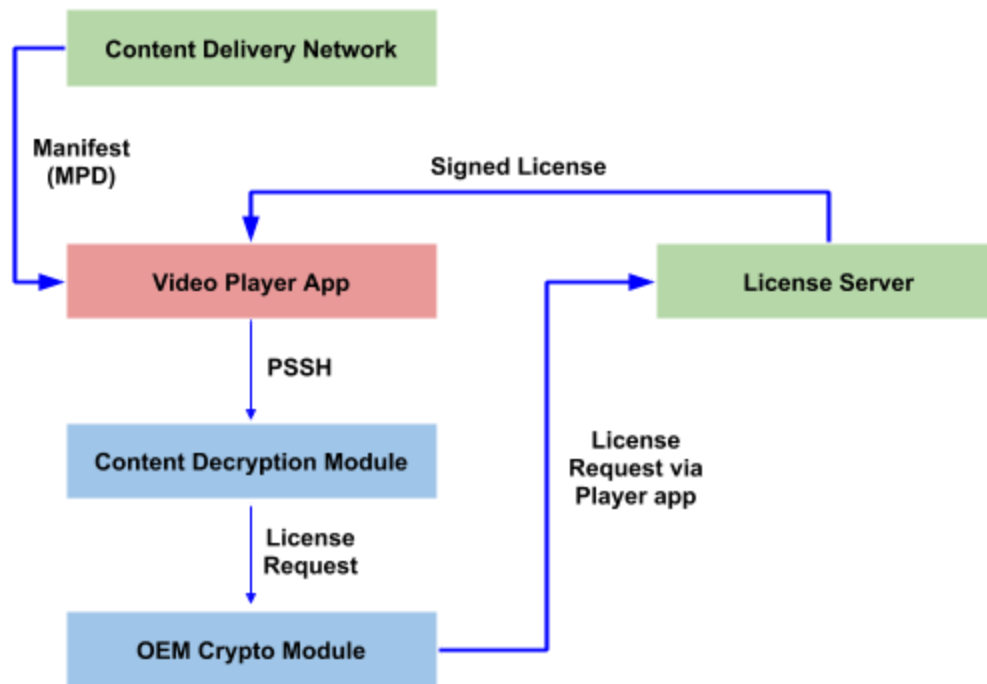 Content Delivery Network
Manifest
(MPD)
Signed License
Video Player App
License Server
PSSH
License
Request via
Player app
Content Decryption Module
License
Request
OEM Crypto Module